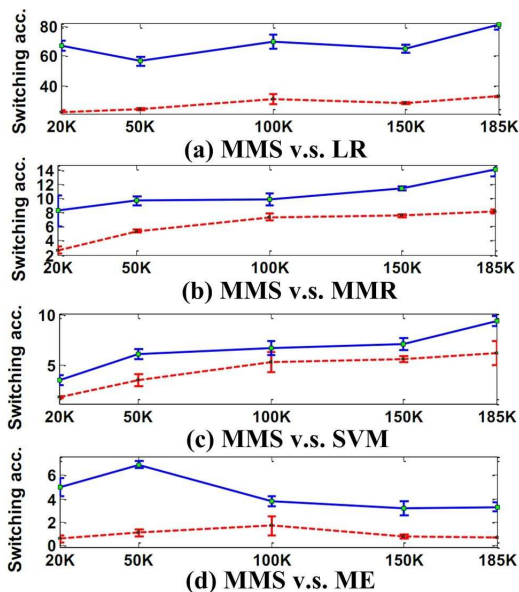 Switching acc.
80
60
40
20K 50K 100K 150K 185K
(a) MMS v.s. LR
Switching acc.
14
12
10
8
6
4
2
20K 50K 100K 150K 185K
(b) MMS v.s. MMR
Switching acc.
10
5
20K 50K 100K 150K 185K
(c) MMS v.s. SVM
Switching acc.
6
4
2
0
20K 50K 100K 150K 185K
(d) MMS v.s. ME